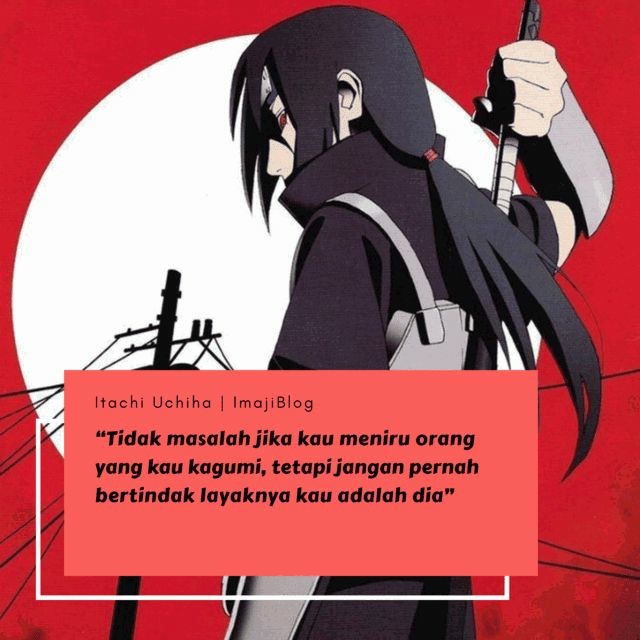 Itachi Uchiha | ImajiBlog
“Tidak masalah jika kau meniru orang
yang kau kagumi, tetapi jangan pernah
bertindak layaknya kau adalah dia”